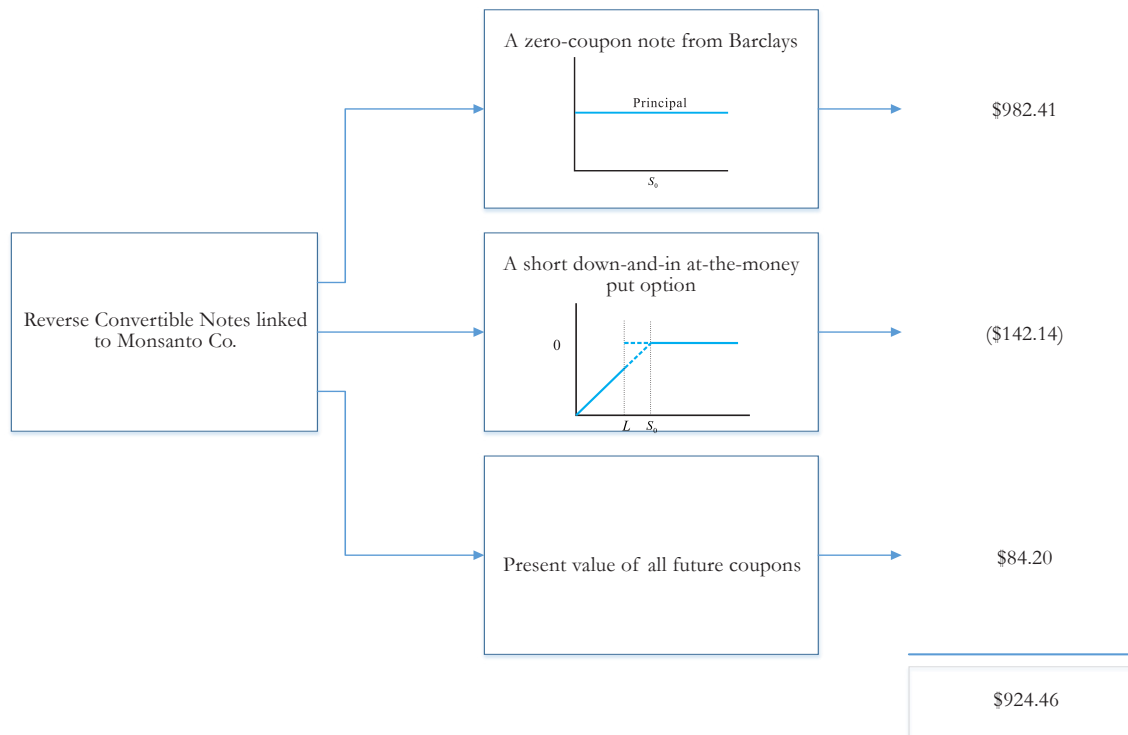 A zero-coupon note from Barclays
Principal
S₀
$982.41
Reverse Convertible Notes linked
to Monsanto Co.
A short down-and-in at-the-money
put option
0
L S₀
($142.14)
Present value of all future coupons
$84.20
$924.46